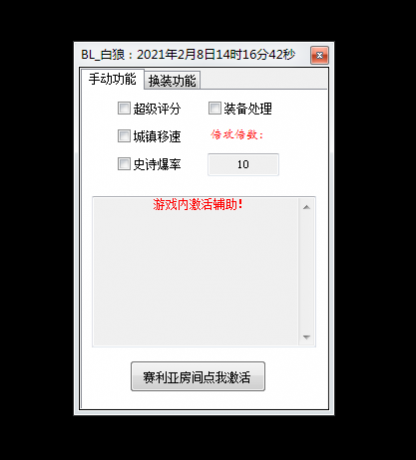 BL_白狼：2021年2月8日14时16分42秒
手动功能 换装功能
超级评分 装备处理
城镇移速 倍攻倍数：
史诗爆率 10
游戏内激活辅助！
赛利亚房间点我激活